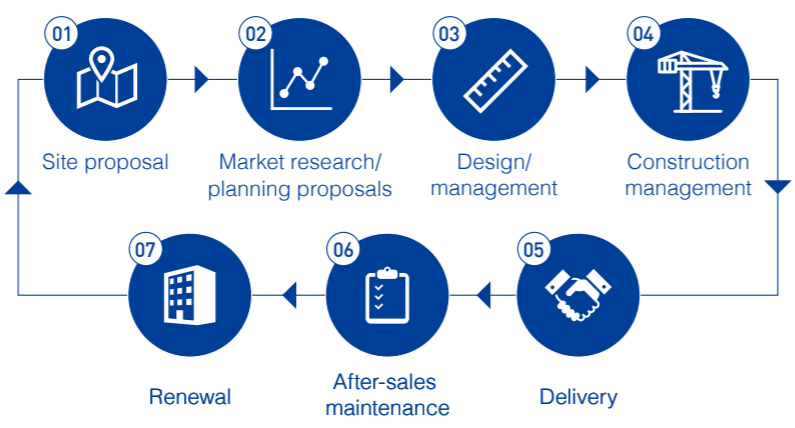 01
02
03
04
Site proposal
Market research/
planning proposals
Design/
management
Construction
management
05
06
07
Delivery
After-sales
maintenance
Renewal